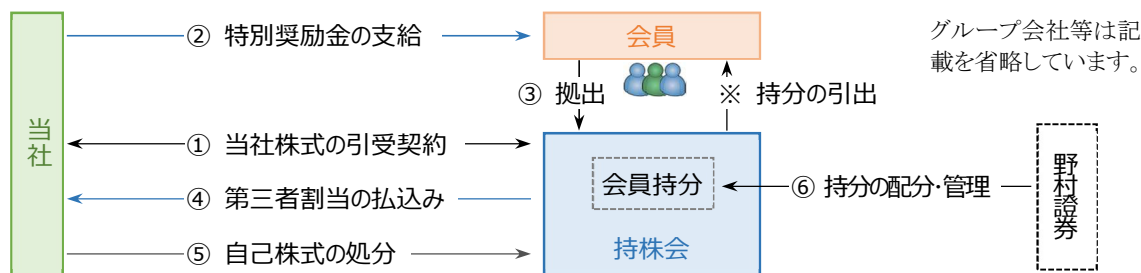 ② 特別奨励金の支給
会員
グループ会社等は記
載を省略しています。
③ 拠出
※ 持分の引出
当社
① 当社株式の引受契約
会員持分
⑥ 持分の配分・管理
野村證券
④ 第三者割当の払込み
⑤ 自己株式の処分
持株会